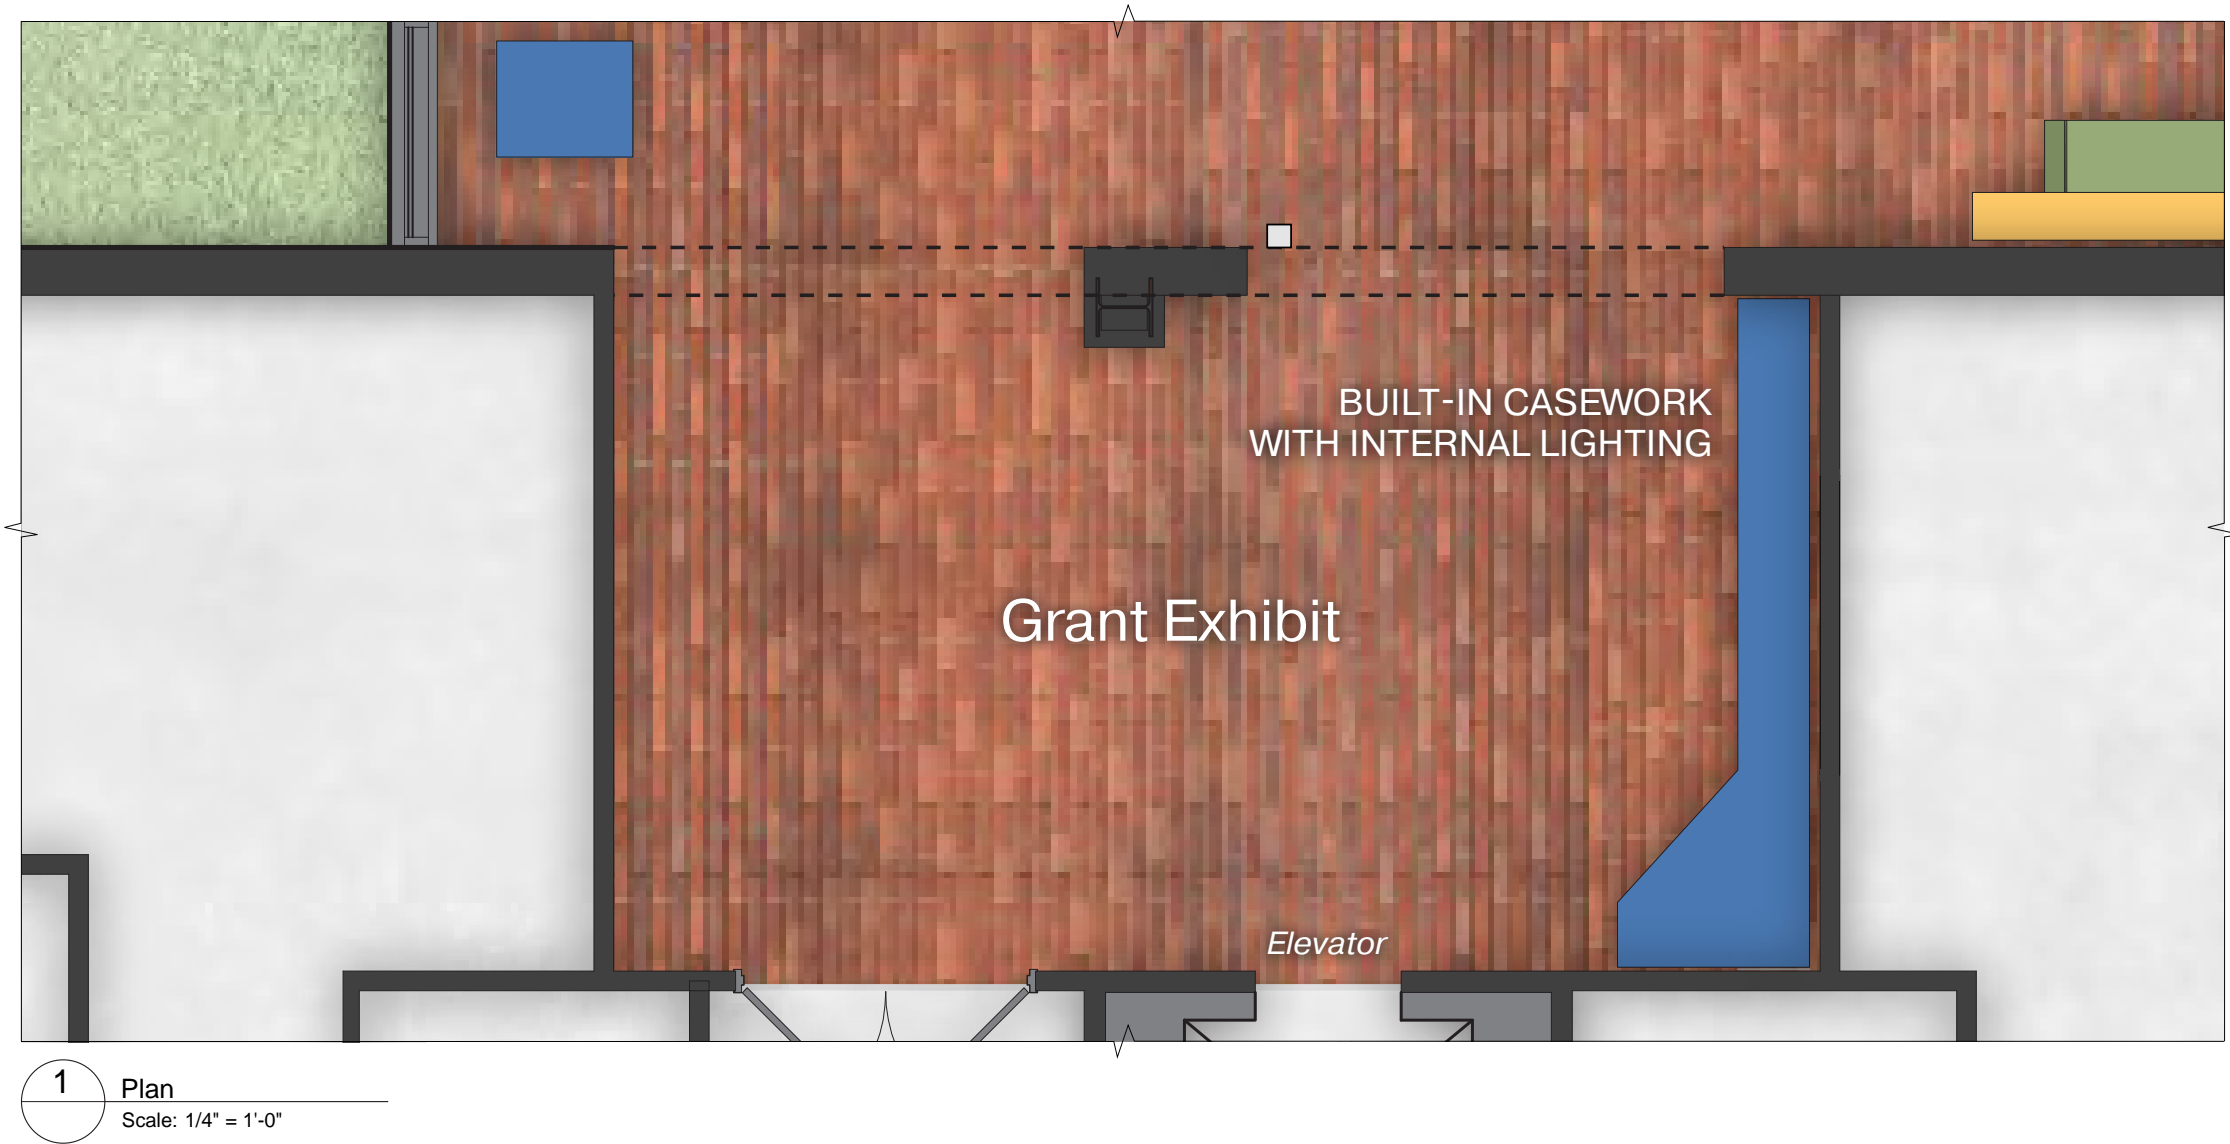 BUILT-IN CASEWORK
WITH INTERNAL LIGHTING
Grant Exhibit
Elevator
1
Plan
Scale: 1/4" = 1'-0"